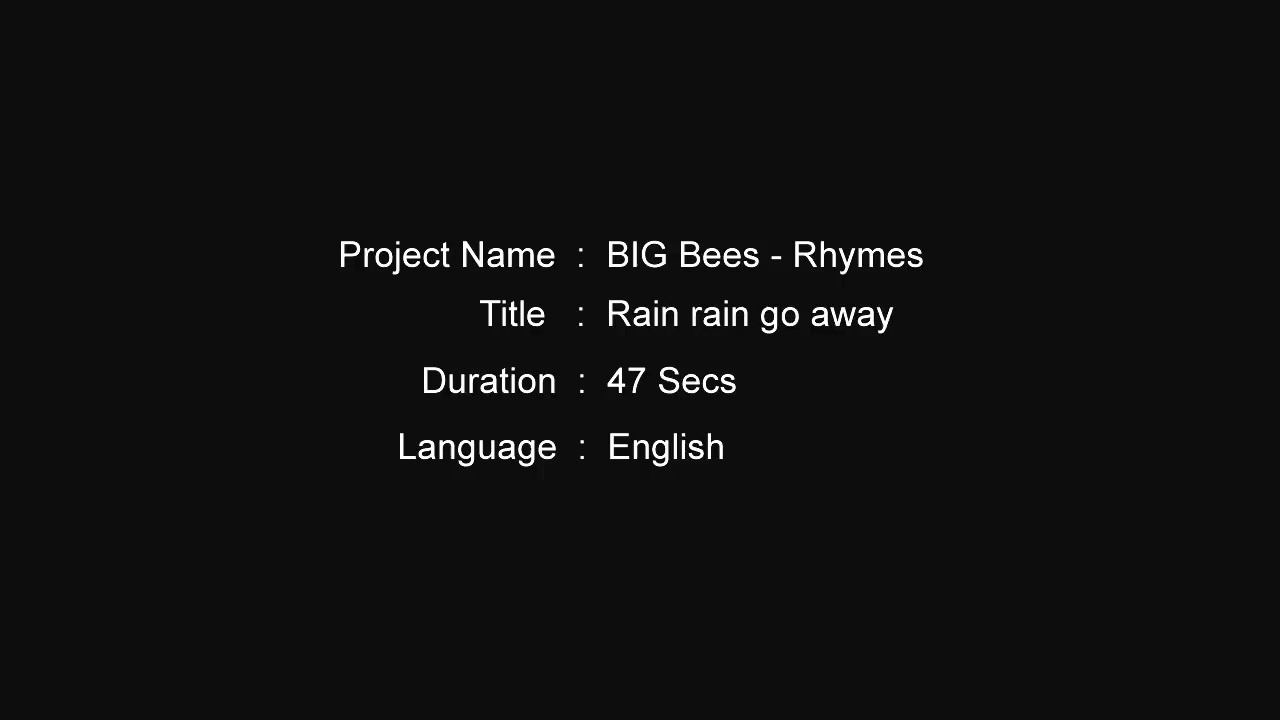 Project Name : BIG Bees - Rhymes
Title : Rain rain go away
Duration : 47 Secs
Language : English